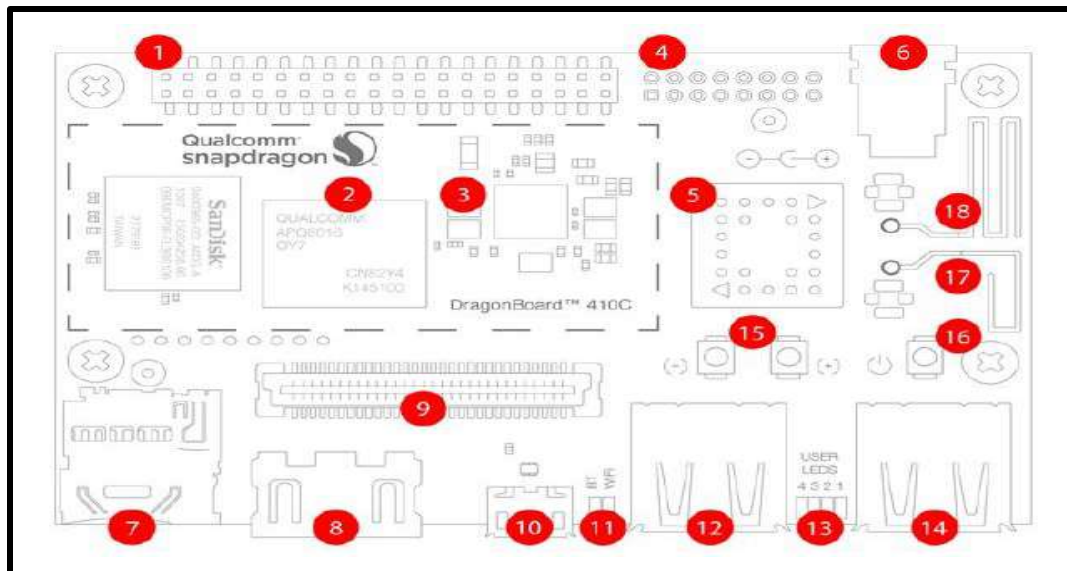 1
4
6
Qualcomm
snapdragon
2
3
5
SanDisk
QUALCOMM
APQ8016
18
17
DragonBoard™ 410C
15
16
(-)
(+)
9
USER
LEDS
4 3 2 1
BT
WIFI
7
8
10
11
12
13
14